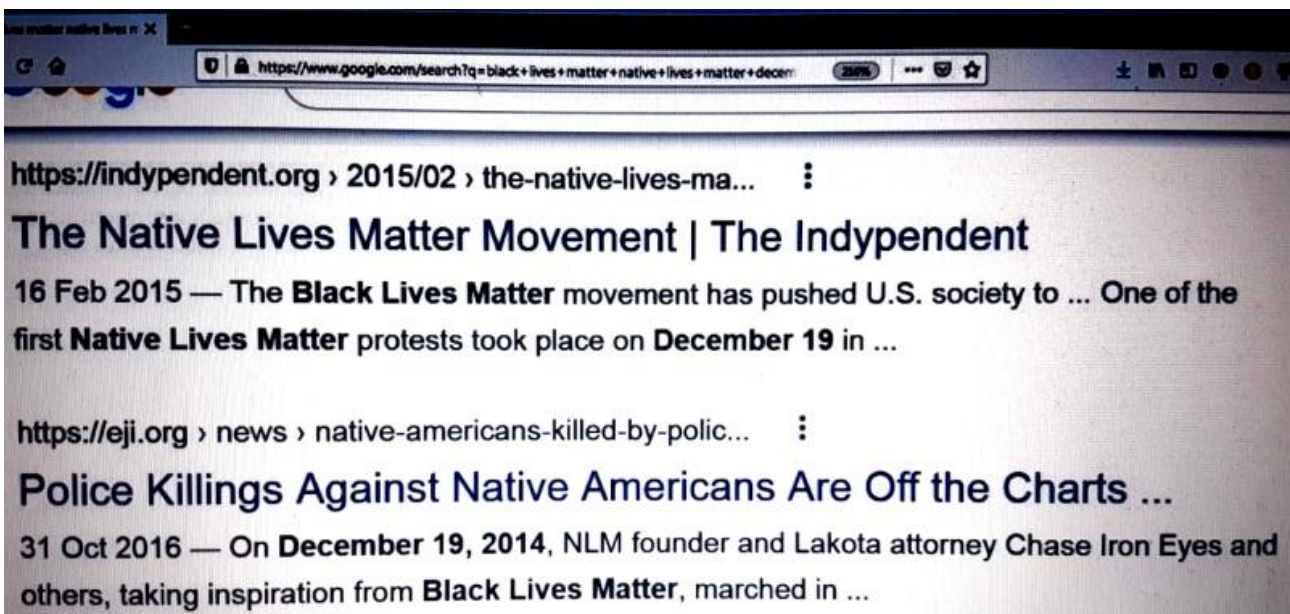 https://www.google.com/search?q=black+lives+matter+native+lives+matter+decem
https://indypendent.org › 2015/02 › the-native-lives-ma...
The Native Lives Matter Movement | The Indypendent
16 Feb 2015 — The Black Lives Matter movement has pushed U.S. society to ... One of the
first Native Lives Matter protests took place on December 19 in ...
https://eji.org › news › native-americans-killed-by-polic...
Police Killings Against Native Americans Are Off the Charts ...
31 Oct 2016 — On December 19, 2014, NLM founder and Lakota attorney Chase Iron Eyes and
others, taking inspiration from Black Lives Matter, marched in ...